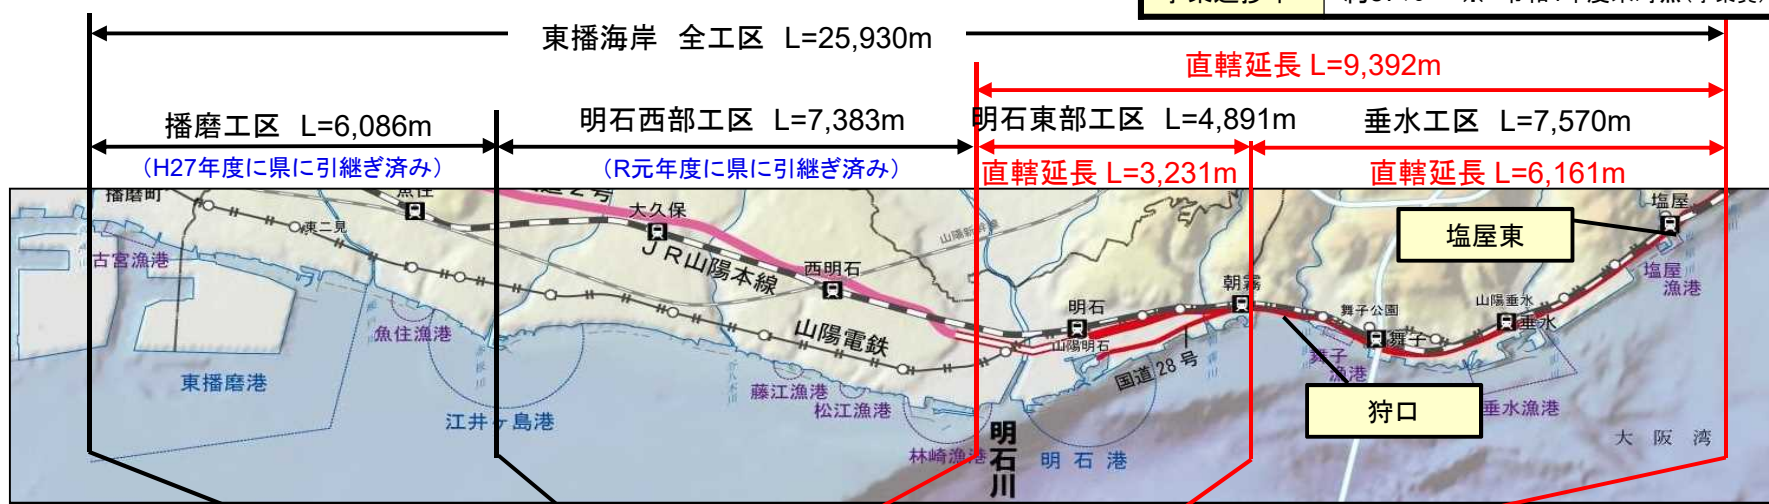 東播海岸 全工区 L=25,930m
直轄延長 L=9,392m
播磨工区 L=6,086m
明石西部工区 L=7,383m
明石東部工区 L=4,891m
垂水工区 L=7,570m
（H27年度に県に引継ぎ済み）
（R元年度に県に引継ぎ済み）
直轄延長 L=3,231m
直轄延長 L=6,161m
播磨町
魚住
大久保
塩屋
塩屋東
東二見
山陽新幹線
古宮漁港
JR山陽本線
西明石
塩屋漁港
朝霧
明石
舞子公園
山陽垂水
垂水
魚住漁港
山陽電鉄
山陽明石
舞子
舞子漁港
国道28号
東播磨港
藤江漁港
松江漁港
江井ヶ島港
狩口
垂水漁港
大阪湾
林崎漁港
明石川
明石港